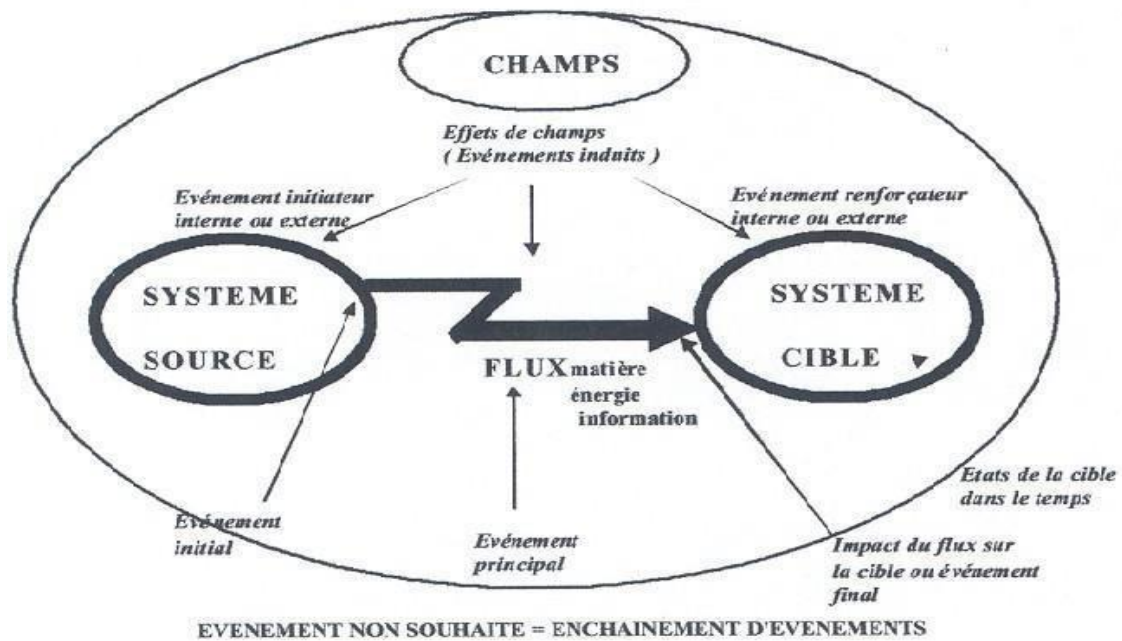 CHAMPS
Effets de champs
( Evénements induits )
Evénement initiateur
interne ou externe
Evénement renforçateur
interne ou externe
SYSTEME
SOURCE
SYSTEME
CIBLE
FLUX matière
énergie
information
Evénement
initial
Evénement
principal
Etats de la cible
dans le temps
Impact du flux sur
la cible ou événement
final
EVENEMENT NON SOUHAITE = ENCHAINEMENT D'EVENEMENTS